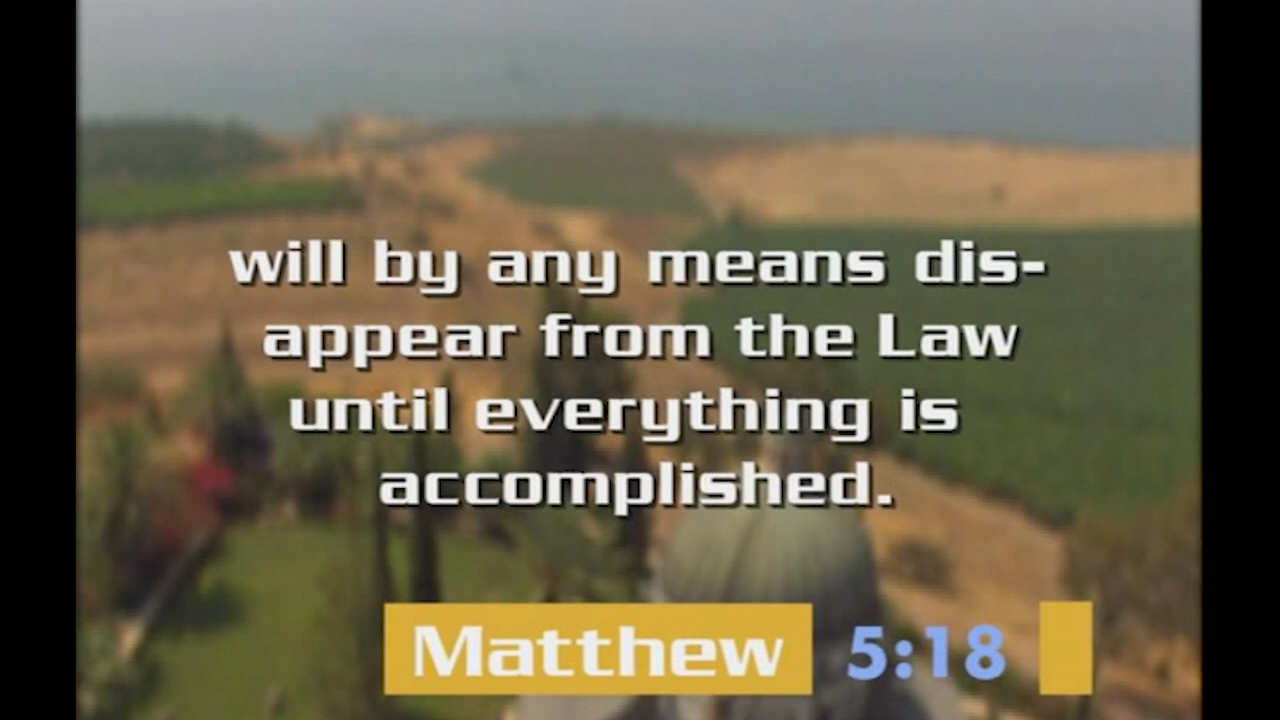 will by any means dis-
appear from the Law
until everything is
accomplished.
Matthew 5:18